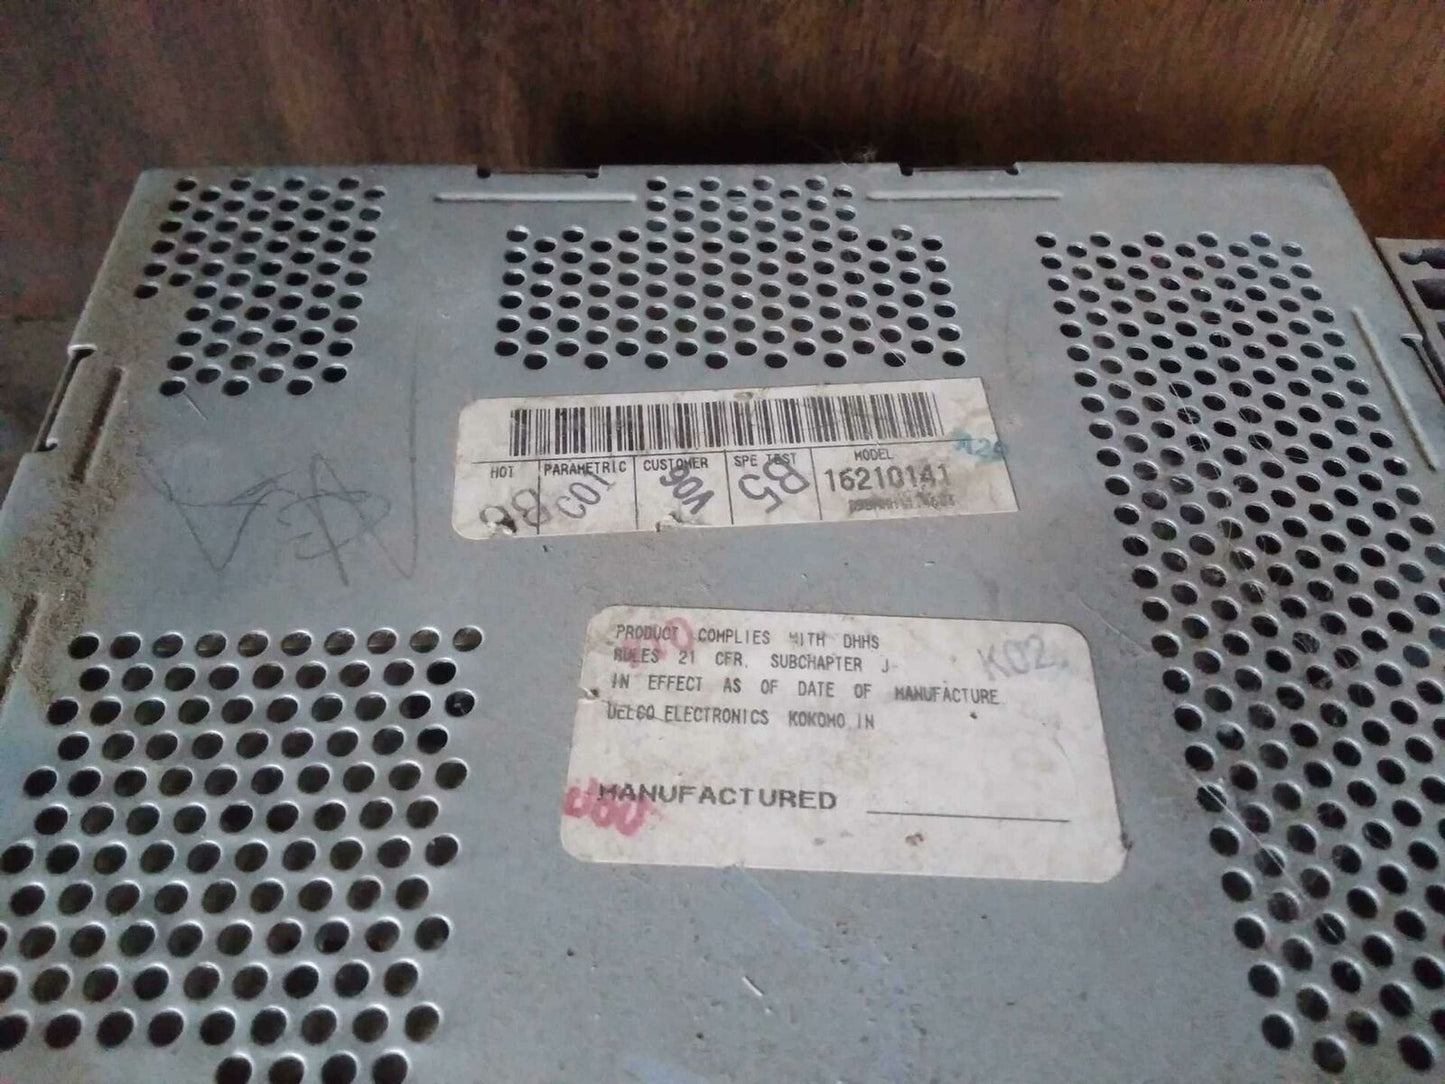 HOT PARAMETRIC CUSTOMER SPE TEST MODEL
B6 C01 V06 B5 16210141
PRODUCT COMPLIES WITH DHHS
RULES 21 CFR. SUBCHAPTER J
IN EFFECT AS OF DATE OF MANUFACTURE
DELCO ELECTRONICS KOKOMO,IN
K02
MANUFACTURED